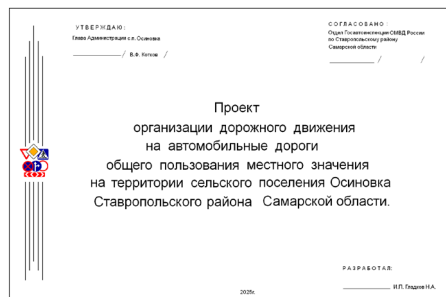 УТВЕРЖДАЮ:
Глава Администрации с.п. Осиновка
/ В.Ф. Котков /
СОГЛАСОВАНО:
Отдел Госавтоинспекции СМВД России
по Ставропольскому району
Самарской области
/ /
Проект
организации дорожного движения
на автомобильные дороги
общего пользования местного значения
на территории сельского поселения Осиновка
Ставропольского района Самарской области.
РАЗРАБОТАЛ:
И.П. Гладков Н.А.
2025г.